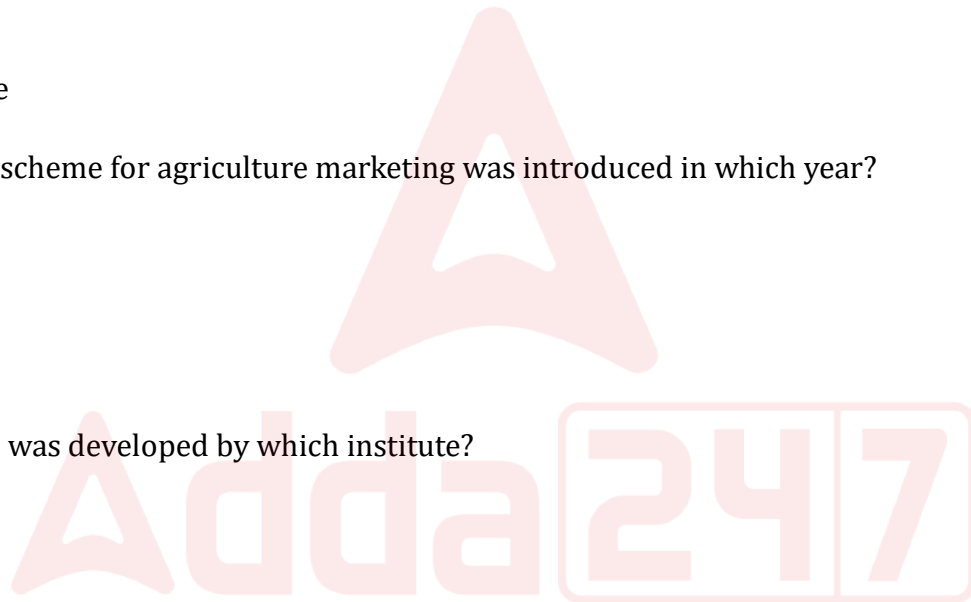 e
scheme for agriculture marketing was introduced in which year?
was developed by which institute?
Adda247